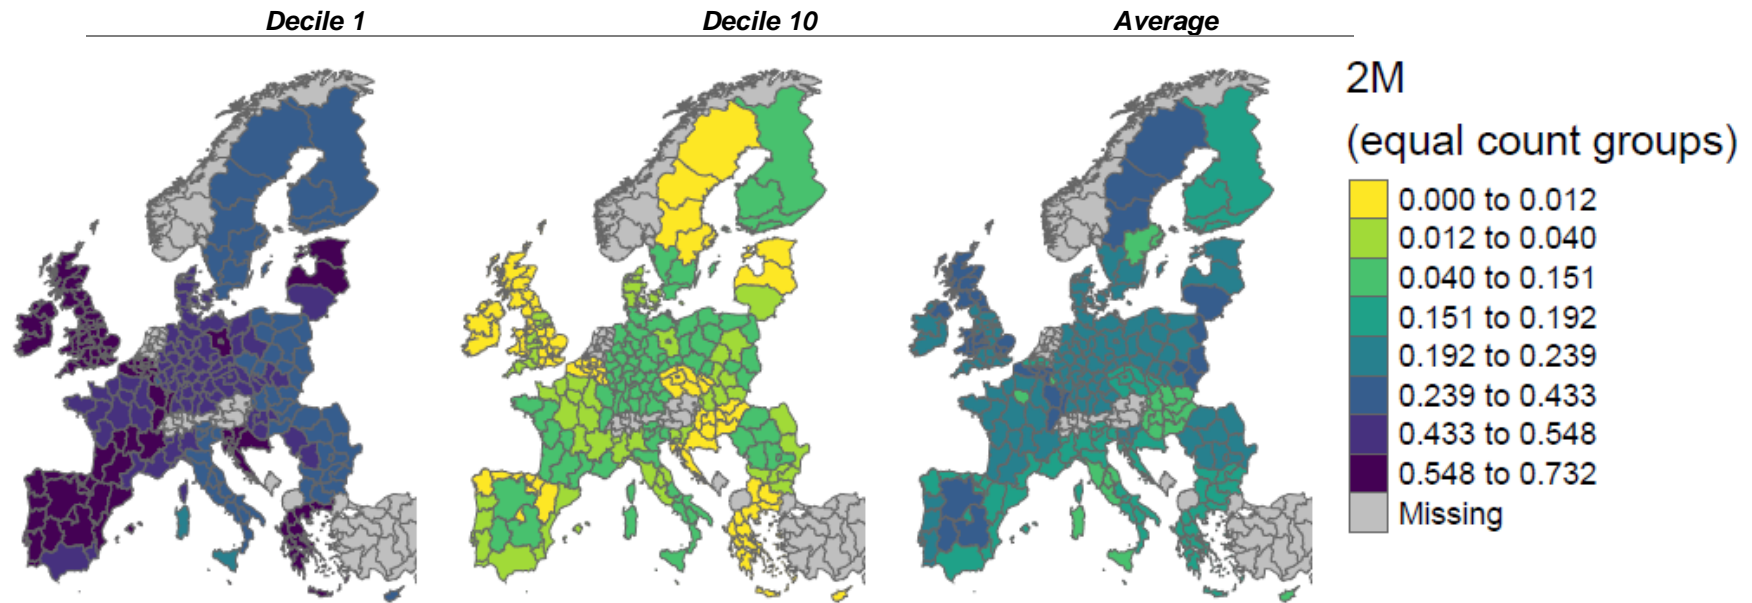 Decile 1 Decile 10 Average
2M
(equal count groups)
0.000 to 0.012
0.012 to 0.040
0.040 to 0.151
0.151 to 0.192
0.192 to 0.239
0.239 to 0.433
0.433 to 0.548
0.548 to 0.732
Missing